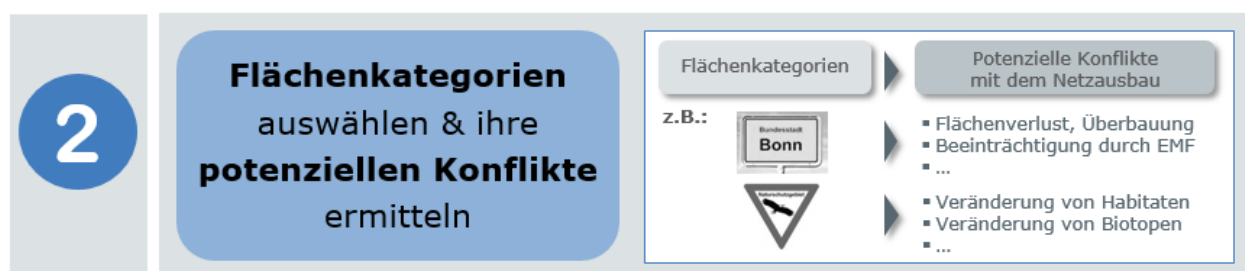 2
Flächenkategorien
auswählen & ihre
potenziellen Konflikte
ermitteln
Flächenkategorien
Potenzielle Konflikte
mit dem Netzausbau
z.B.:
Bundesstadt
Bonn
▪ Flächenverlust, Überbauung
▪ Beeinträchtigung durch EMF
▪ ...
Naturschutzgebiet
▪ Veränderung von Habitaten
▪ Veränderung von Biotopen
▪ ...